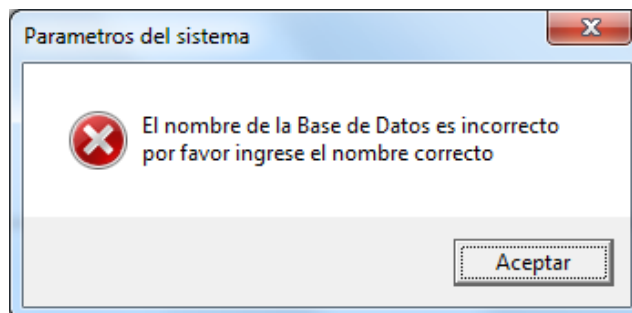 Parametros del sistema
El nombre de la Base de Datos es incorrecto
por favor ingrese el nombre correcto
Aceptar